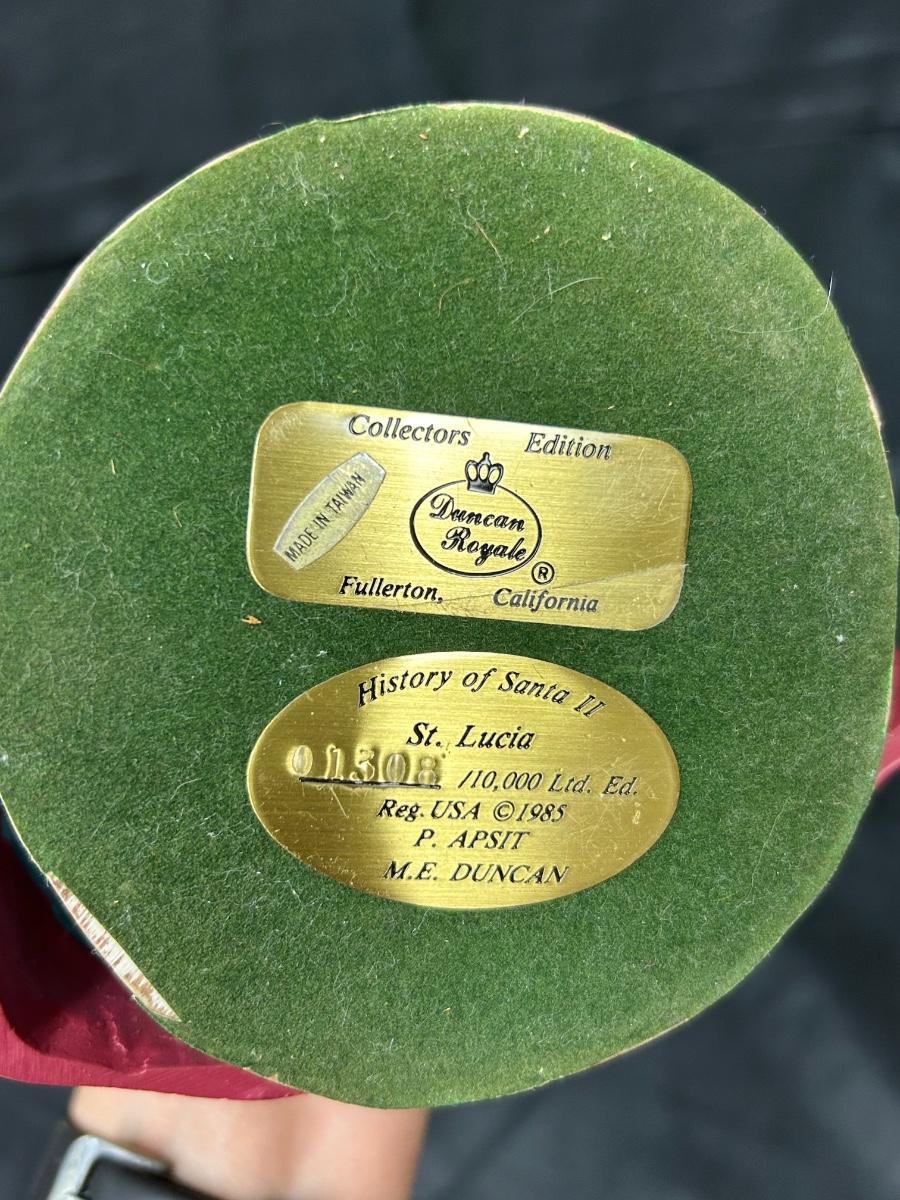 Collectors Edition
MADE IN TAIWAN
Duncan
Royale
®
Fullerton, California
History of Santa II
St. Lucia
01308 /10,000 Ltd. Ed.
Reg. USA ©1985
P. APSIT
M.E. DUNCAN